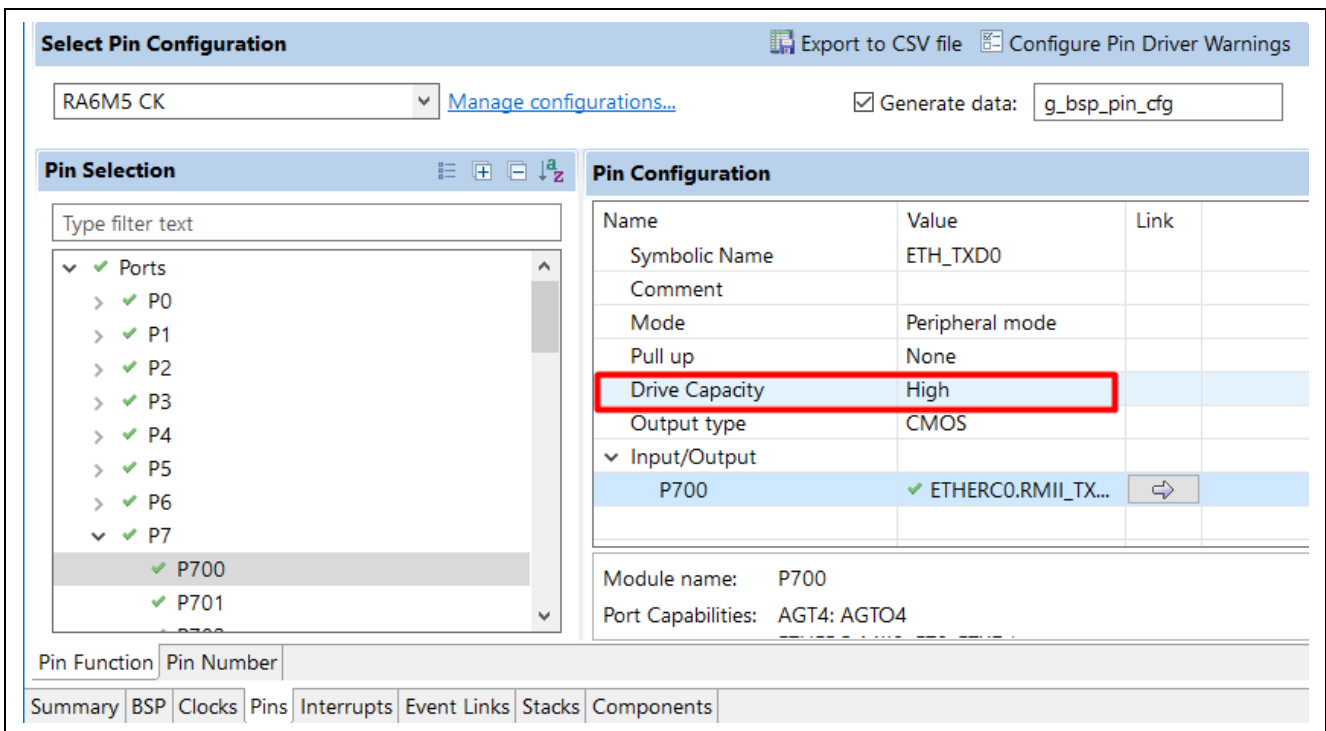 Select Pin Configuration Export to CSV file Configure Pin Driver Warnings
RA6M5 CK Manage configurations... Generate data: g_bsp_pin_cfg
Pin Selection
Type filter text
Ports
P0
P1
P2
P3
P4
P5
P6
P7
P700
P701
Pin Configuration
Name Value Link
Symbolic Name ETH_TXD0
Comment
Mode Peripheral mode
Pull up None
Drive Capacity High
Output type CMOS
Input/Output
P700 ETHERC0.RMII_TX...
Module name: P700
Port Capabilities: AGT4: AGTO4
Pin Function Pin Number
Summary BSP Clocks Pins Interrupts Event Links Stacks Components